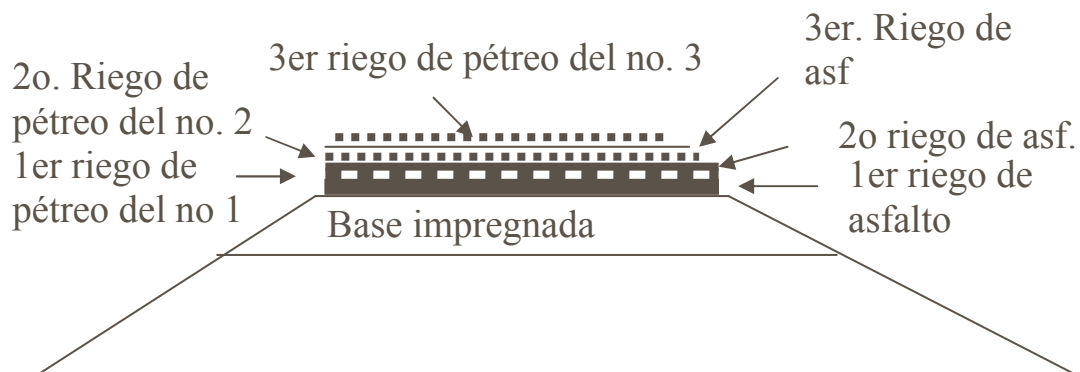 3er riego de pétreo del no. 3
3er. Riego de
asf
2o. Riego de
pétreo del no. 2
1er riego de
pétreo del no 1
2o riego de asf.
1er riego de
asfalto
Base impregnada